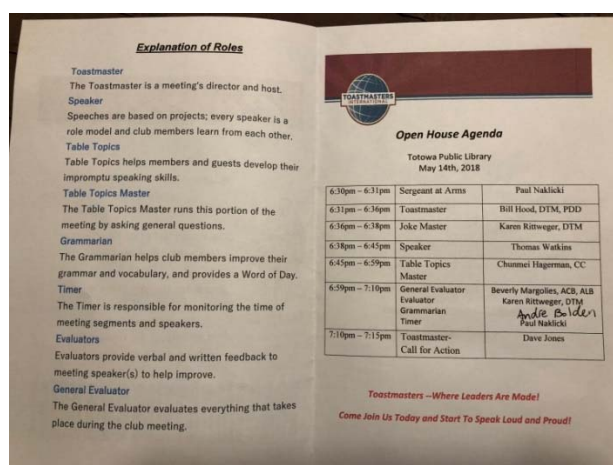 Explanation of Roles
Toastmaster
The Toastmaster is a meeting's director and host.
Speaker
Speeches are based on projects; every speaker is a
role model and club members learn from each other.
Table Topics
Table Topics helps members and guests develop their
impromptu speaking skills.
Table Topics Master
The Table Topics Master runs this portion of the
meeting by asking general questions.
Grammarian
The Grammarian helps club members improve their
grammar and vocabulary, and provides a Word of Day.
Timer
The Timer is responsible for monitoring the time of
meeting segments and speakers.
Evaluators
Evaluators provide verbal and written feedback to
meeting speaker(s) to help improve.
General Evaluator
The General Evaluator evaluates everything that takes
place during the club meeting.
TOASTMASTERS
INTERNATIONAL
Open House Agenda
Totowa Public Library
May 14th, 2018
6:30pm – 6:31pm Sergeant at Arms Paul Naklicki
6:31pm – 6:36pm Toastmaster Bill Hood, DTM, PDD
6:36pm – 6:38pm Joke Master Karen Rittweger, DTM
6:38pm – 6:45pm Speaker Thomas Watkins
6:45pm – 6:59pm Table Topics Chunmei Hagerman, CC
Master
6:59pm – 7:10pm General Evaluator Beverly Margolies, ACB, ALB
Evaluator Karen Rittweger, DTM
Grammarian Andre Bolden
Timer Paul Naklicki
7:10pm – 7:15pm Toastmaster- Dave Jones
Call for Action
Toastmasters --Where Leaders Are Made!
Come Join Us Today and Start To Speak Loud and Proud!